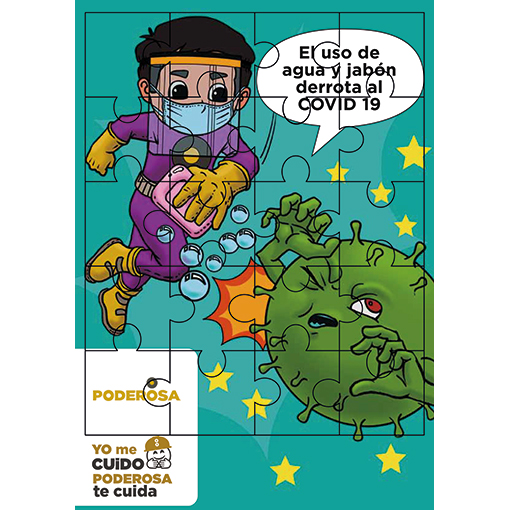 El uso de
agua y jabón
derrota al
COVID 19
PODEROSA
YO me
CUiDO
PODEROSA
te cuida